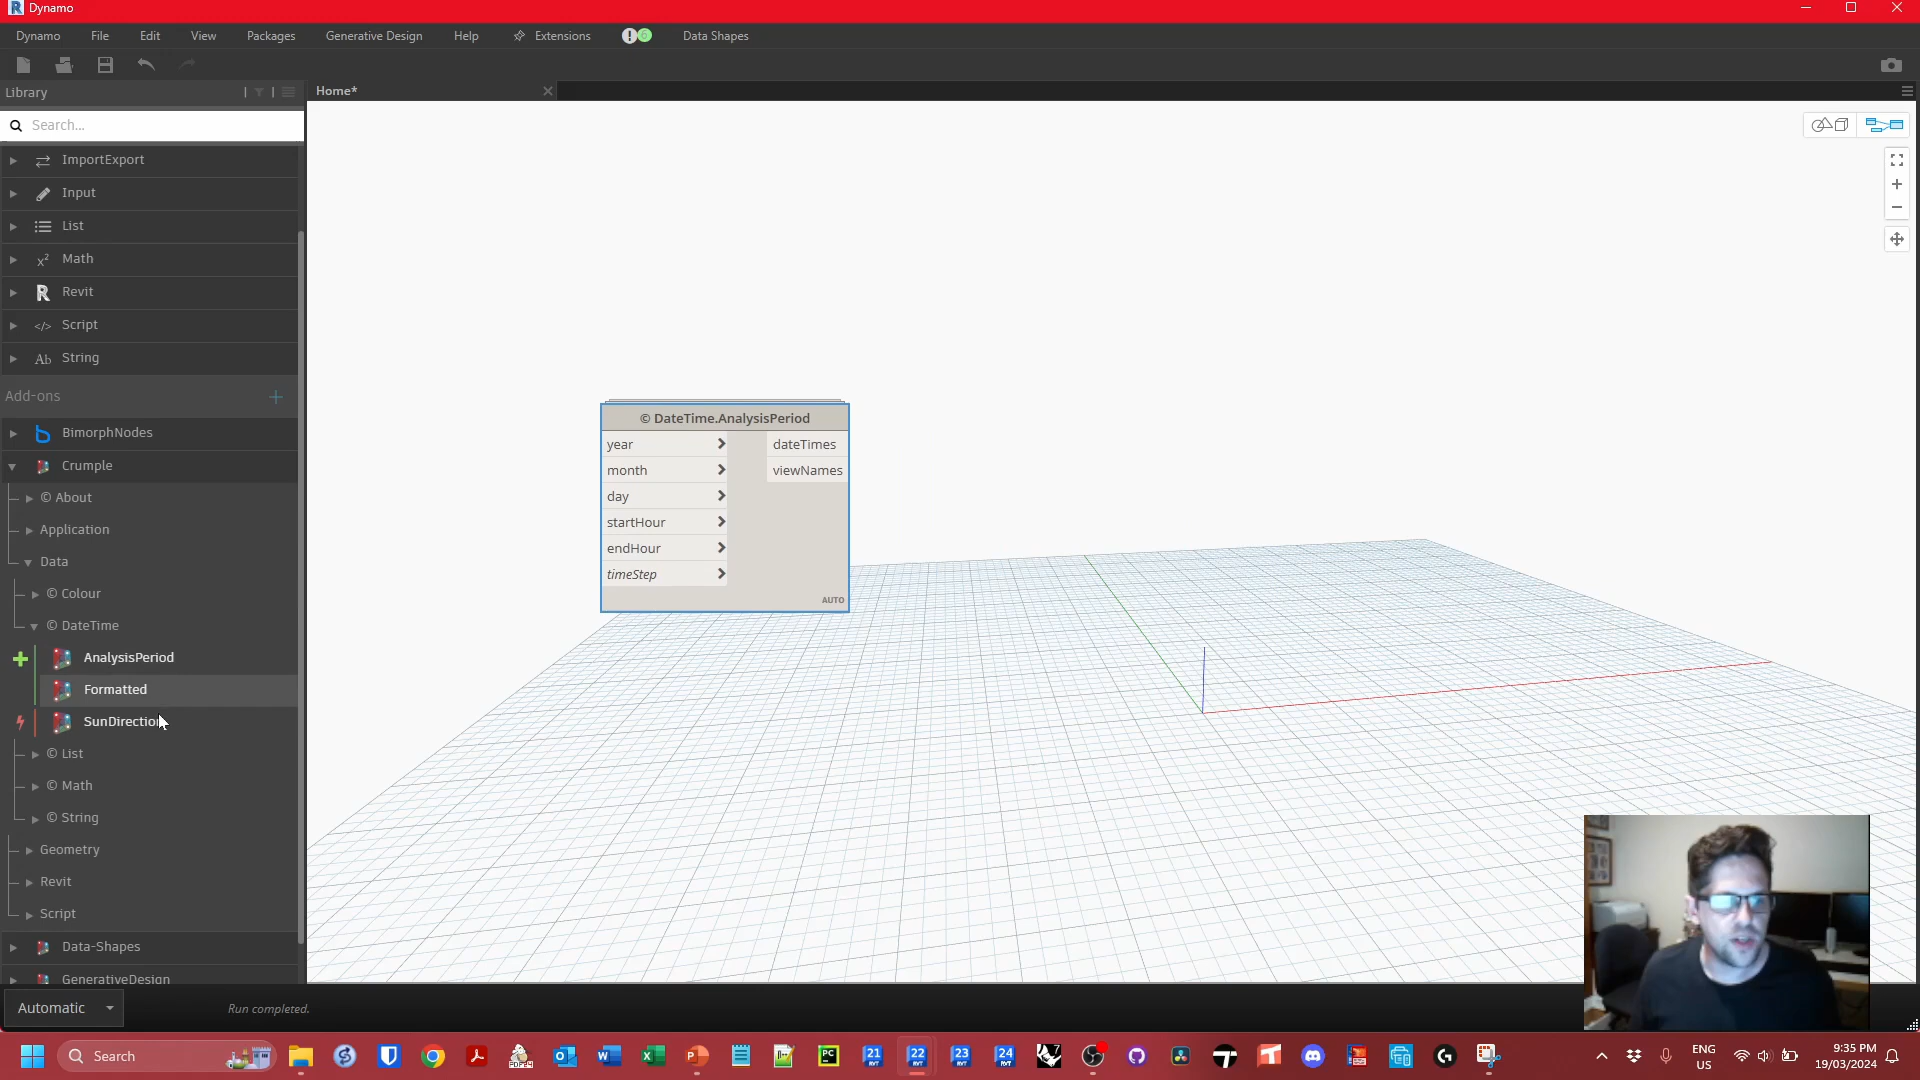 Dynamo
Dynamo File Edit View Packages Generative Design Help Extensions Data Shapes
Library
Home*
Search...
ImportExport
Input
List
Math
Revit
Script
String
Add-ons
BimorphNodes
Crumple
© About
Application
Data
© Colour
© DateTime
AnalysisPeriod
Formatted
SunDirection
© List
© Math
© String
Geometry
Revit
Script
Data-Shapes
GenerativeDesign
© DateTime.AnalysisPeriod
year dateTimes
month viewNames
day
startHour
endHour
timeStep
AUTO
Automatic
Run completed.
Search
ENG
US
9:35 PM
19/03/2024